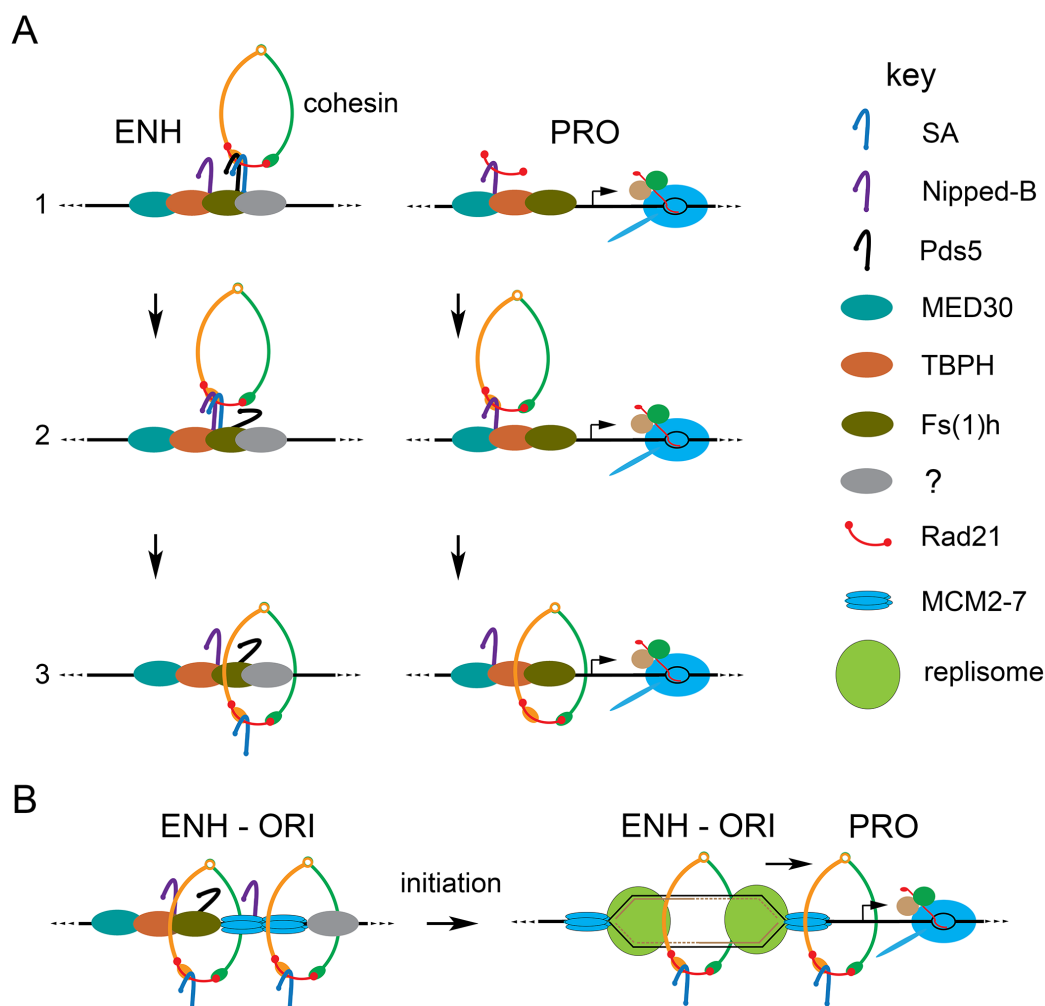 A
key
cohesin
ENH
PRO
SA
Nipped-B
1
Pds5
MED30
TBPH
Fs(1)h
2
?
Rad21
MCM2-7
3
replisome
B
ENH - ORI
ENH - ORI
PRO
initiation